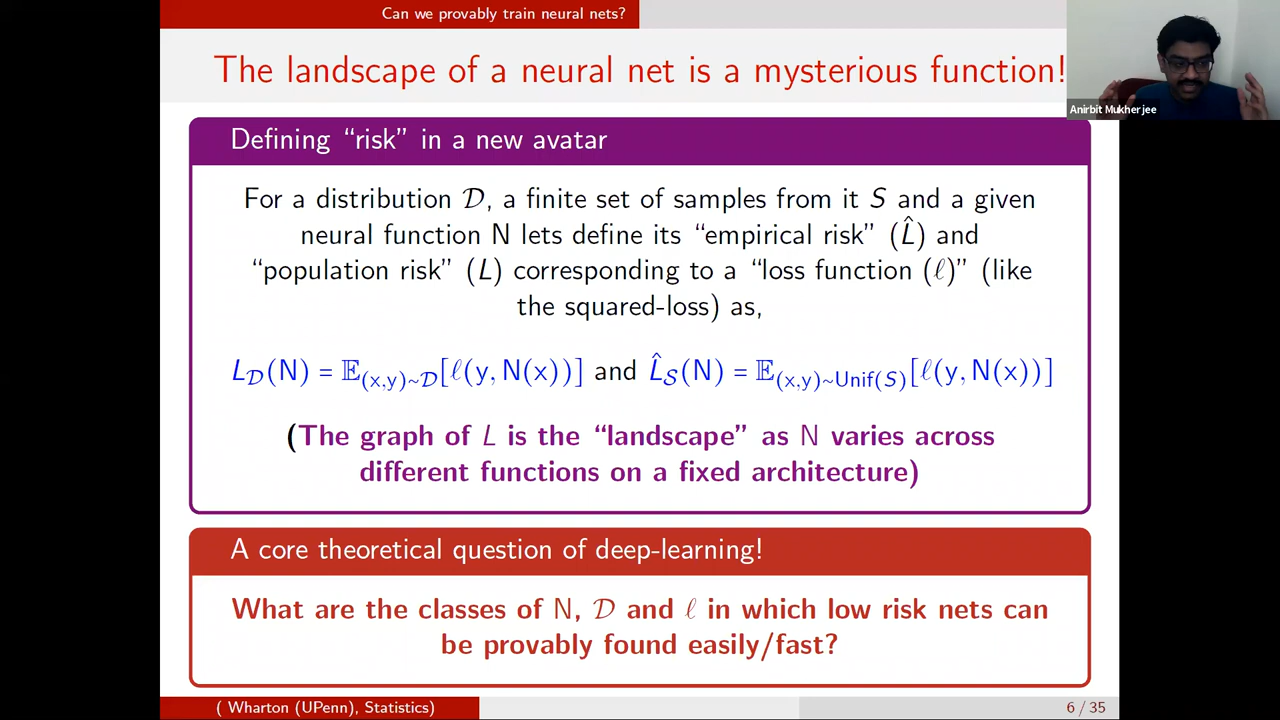 Can we provably train neural nets?
The landscape of a neural net is a mysterious function!
Anirbit Mukherjee
Defining “risk” in a new avatar
For a distribution 𝒟, a finite set of samples from it S and a given
neural function N lets define its “empirical risk” (L̂) and
“population risk” (L) corresponding to a “loss function (ℓ)” (like
the squared-loss) as,
L_𝒟(N) = 𝔼_(x,y)∼𝒟[ℓ(y, N(x))] and L̂_𝒮(N) = 𝔼_(x,y)∼Unif(S)[ℓ(y, N(x))]
(The graph of L is the “landscape” as N varies across
different functions on a fixed architecture)
A core theoretical question of deep-learning!
What are the classes of N, 𝒟 and ℓ in which low risk nets can
be provably found easily/fast?
( Wharton (UPenn), Statistics)
6 / 35